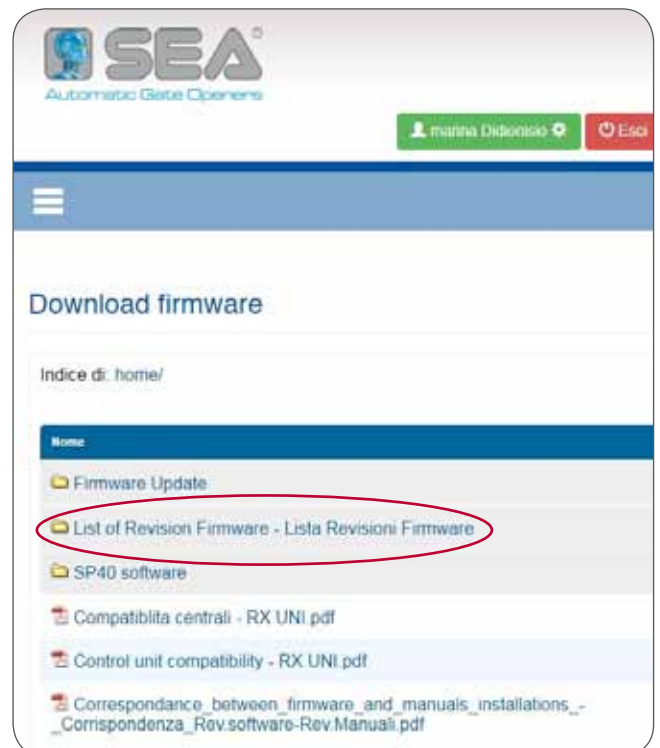 SEA
Automatic Gate Openers
marina Didionisio Esci
Download firmware
Indice di: home/
Nome
Firmware Update
List of Revision Firmware - Lista Revisioni Firmware
SP40 software
Compatiblita centrali - RX UNI.pdf
Control unit compatibility - RX UNI.pdf
Correspondance_between_firmware_and_manuals_installations_-
_Corrispondenza_Rev.software-Rev.Manuali.pdf